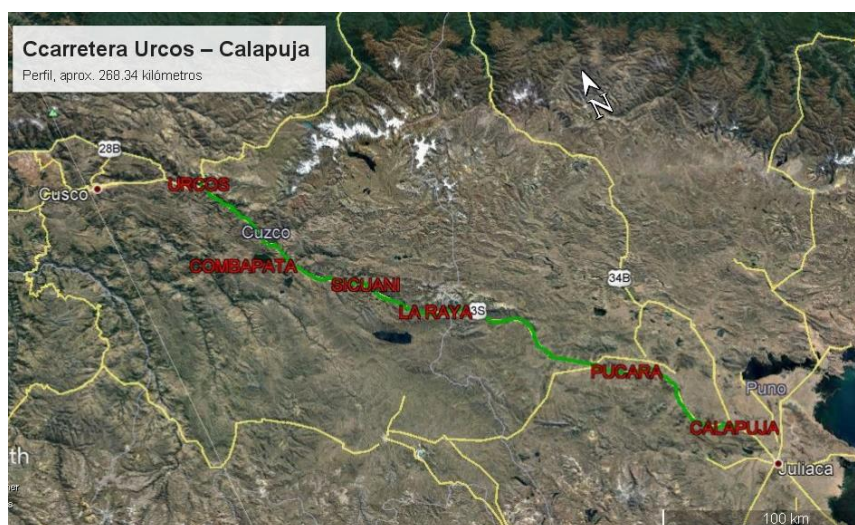 Ccarretera Urcos – Calapuja
Perfil, aprox. 268.34 kilómetros
N
28B
Cusco
URCOS
Cuzco
COMBAPATA
SICUANI
LA RAYA
3S
34B
PUCARA
Puno
CALAPUJA
Juliaca
100 km